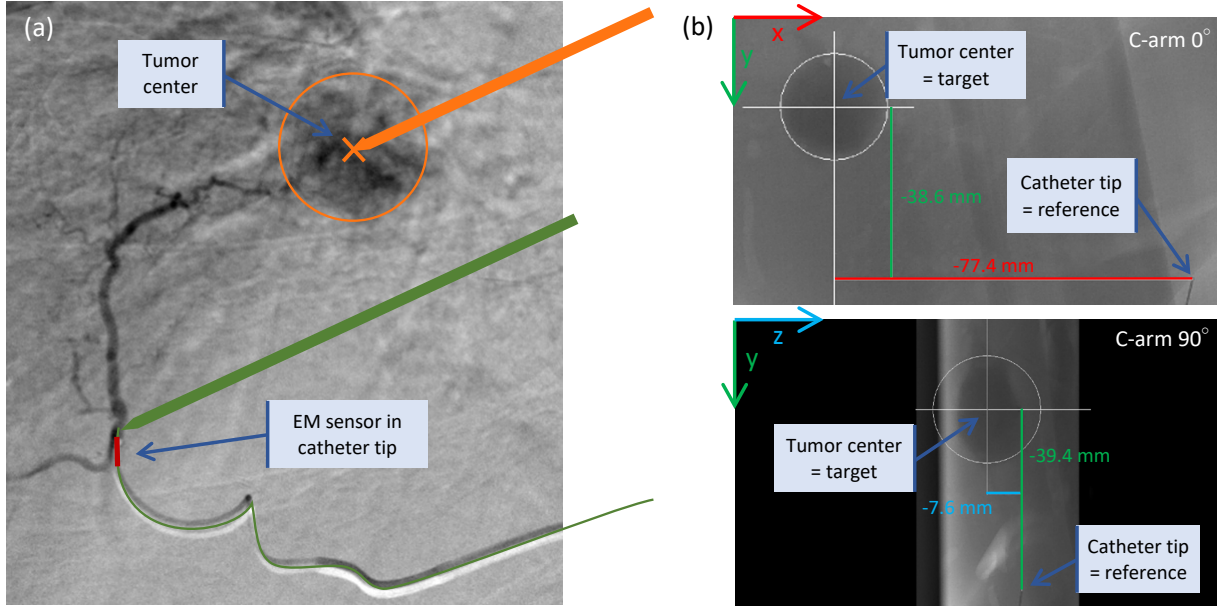 (a)
Tumor
center
EM sensor in
catheter tip
(b)
x
y
C-arm 0°
Tumor center
= target
Catheter tip
= reference
-38.6 mm
-77.4 mm
z
y
C-arm 90°
Tumor center
= target
-39.4 mm
-7.6 mm
Catheter tip
= reference